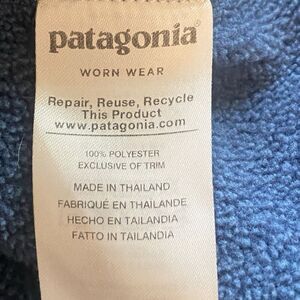 patagonia®
WORN WEAR
Repair, Reuse, Recycle
This Product
www.patagonia.com
100% POLYESTER
EXCLUSIVE OF TRIM
MADE IN THAILAND
FABRIQUÉ EN THAILANDE
HECHO EN TAILANDIA
FATTO IN TAILANDIA